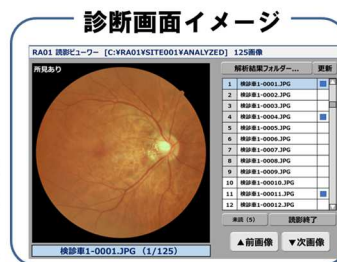 診断画面イメージ
RA01 読影ビューワー [C:¥RA01¥SITE001¥ANALYZED] 125画像
所見あり
解析結果フォルダー... 更新
1 検診車1-0001.JPG
2 検診車1-0002.JPG
3 検診車1-0003.JPG
4 検診車1-0004.JPG
5 検診車1-0005.JPG
6 検診車1-0006.JPG
7 検診車1-0007.JPG
8 検診車1-0008.JPG
9 検診車1-0009.JPG
10 検診車1-00010.JPG
11 検診車1-00011.JPG
12 検診車1-00012.JPG
未読 (5) 読影終了
▲前画像 ▼次画像
検診車1-0001.JPG (1/125)